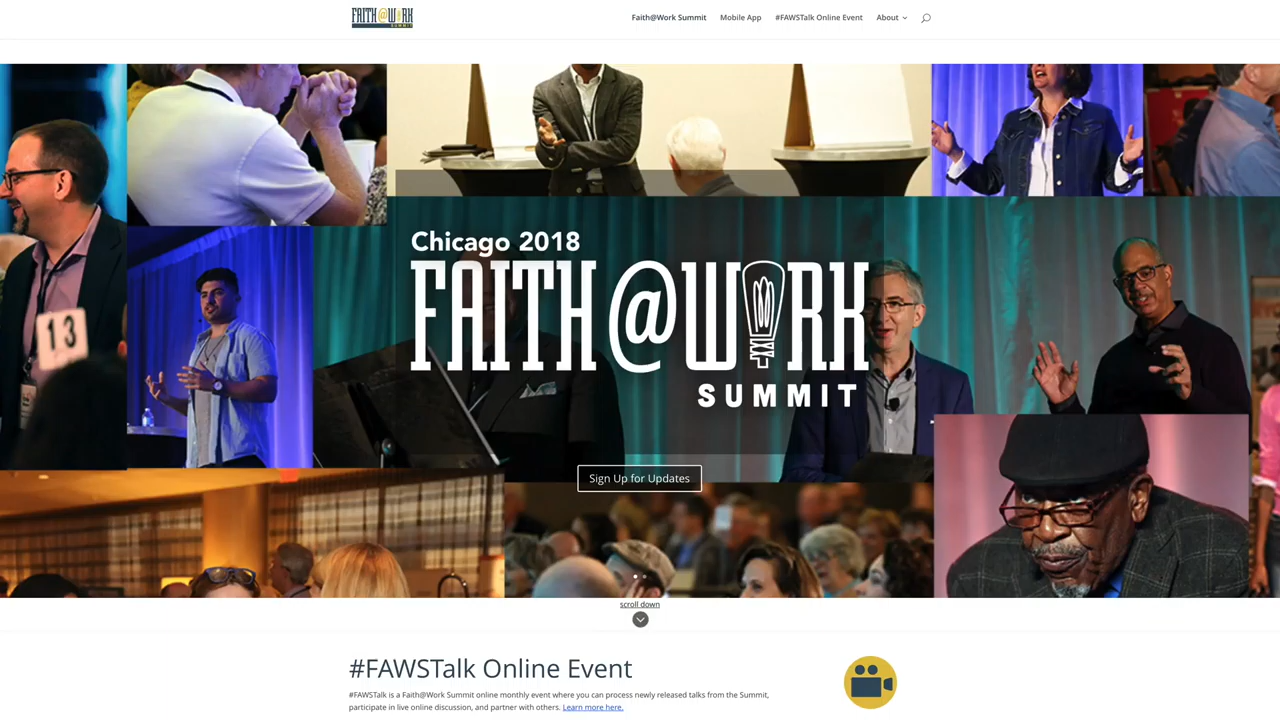 FAITH@WORK
SUMMIT
Faith@Work Summit
Mobile App
#FAWSTalk Online Event
About
13
Chicago 2018
FAITH@WORK
SUMMIT
Sign Up for Updates
scroll down
#FAWSTalk Online Event
#FAWSTalk is a Faith@Work Summit online monthly event where you can process newly released talks from the Summit,
participate in live online discussion, and partner with others. Learn more here.